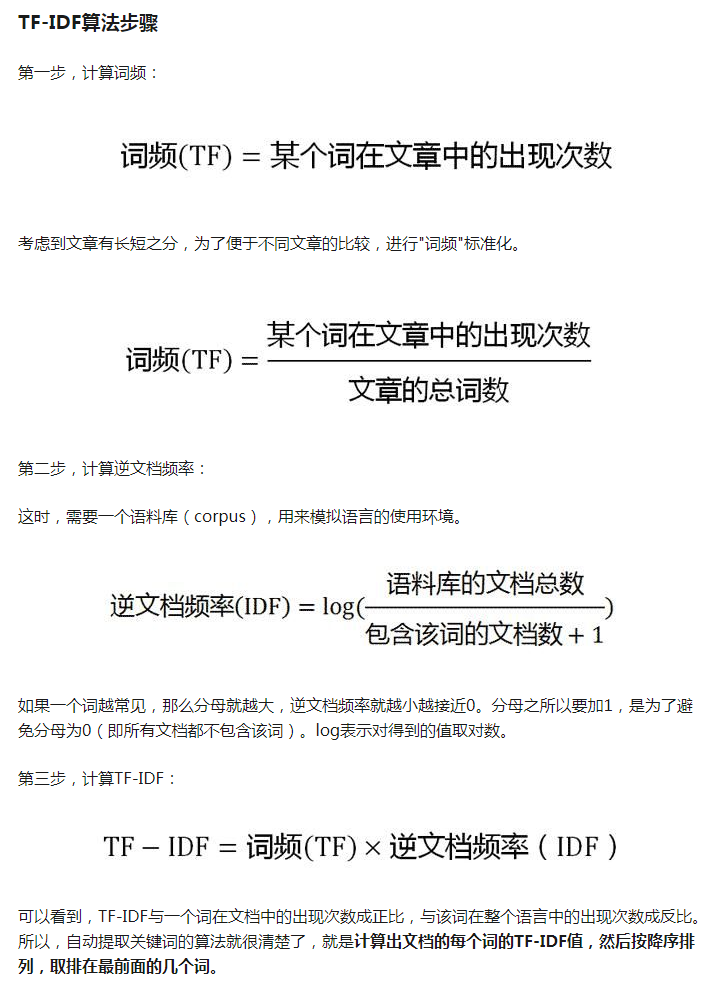 TF-IDF算法步骤
第一步，计算词频：
词频(TF) = 某个词在文章中的出现次数
考虑到文章有长短之分，为了便于不同文章的比较，进行"词频"标准化。
某个词在文章中的出现次数
词频(TF) =
文章的总词数
第二步，计算逆文档频率：
这时，需要一个语料库（corpus），用来模拟语言的使用环境。
语料库的文档总数
逆文档频率(IDF) = log( )
包含该词的文档数 + 1
如果一个词越常见，那么分母就越大，逆文档频率就越小越接近0。分母之所以要加1，是为了避
免分母为0（即所有文档都不包含该词）。log表示对得到的值取对数。
第三步，计算TF-IDF：
TF − IDF = 词频(TF) × 逆文档频率（IDF）
可以看到，TF-IDF与一个词在文档中的出现次数成正比，与该词在整个语言中的出现次数成反比。
所以，自动提取关键词的算法就很清楚了，就是计算出文档的每个词的TF-IDF值，然后按降序排
列，取排在最前面的几个词。